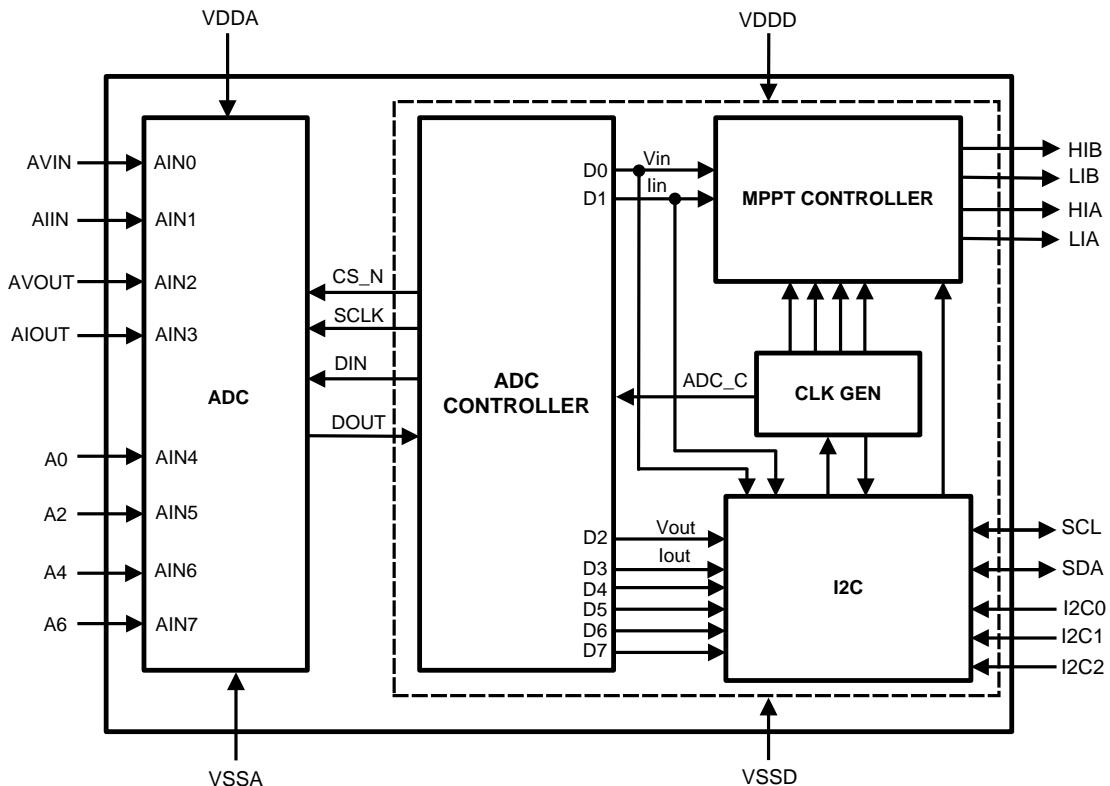 VDDA
VDDD
AVIN
AIIN
AVOUT
AIOUT
A0
A2
A4
A6
AIN0
AIN1
AIN2
AIN3
ADC
AIN4
AIN5
AIN6
AIN7
CS_N
SCLK
DIN
DOUT
ADC
CONTROLLER
D0
D1
D2
D3
D4
D5
D6
D7
Vin
Iin
ADC_C
Vout
Iout
MPPT CONTROLLER
CLK GEN
I2C
HIB
LIB
HIA
LIA
SCL
SDA
I2C0
I2C1
I2C2
VSSA
VSSD